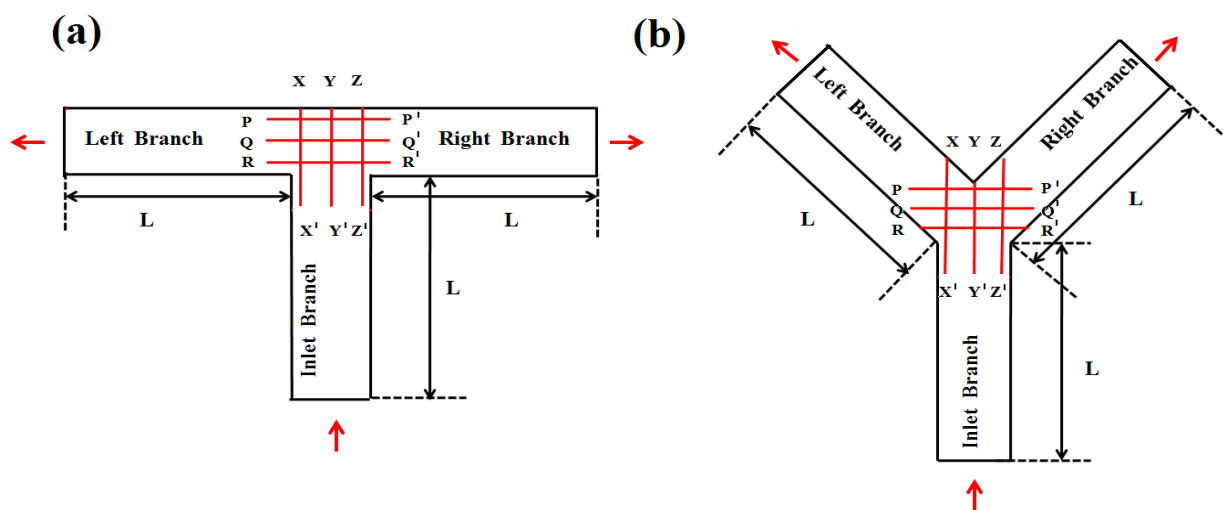 (a)
X Y Z
P P'
Left Branch Q Q' Right Branch
R R'
L L
X' Y' Z'
L
Inlet Branch
(b)
Left Branch
Right Branch
X Y Z
P P'
Q Q'
R R'
L L
X' Y' Z'
L
Inlet Branch